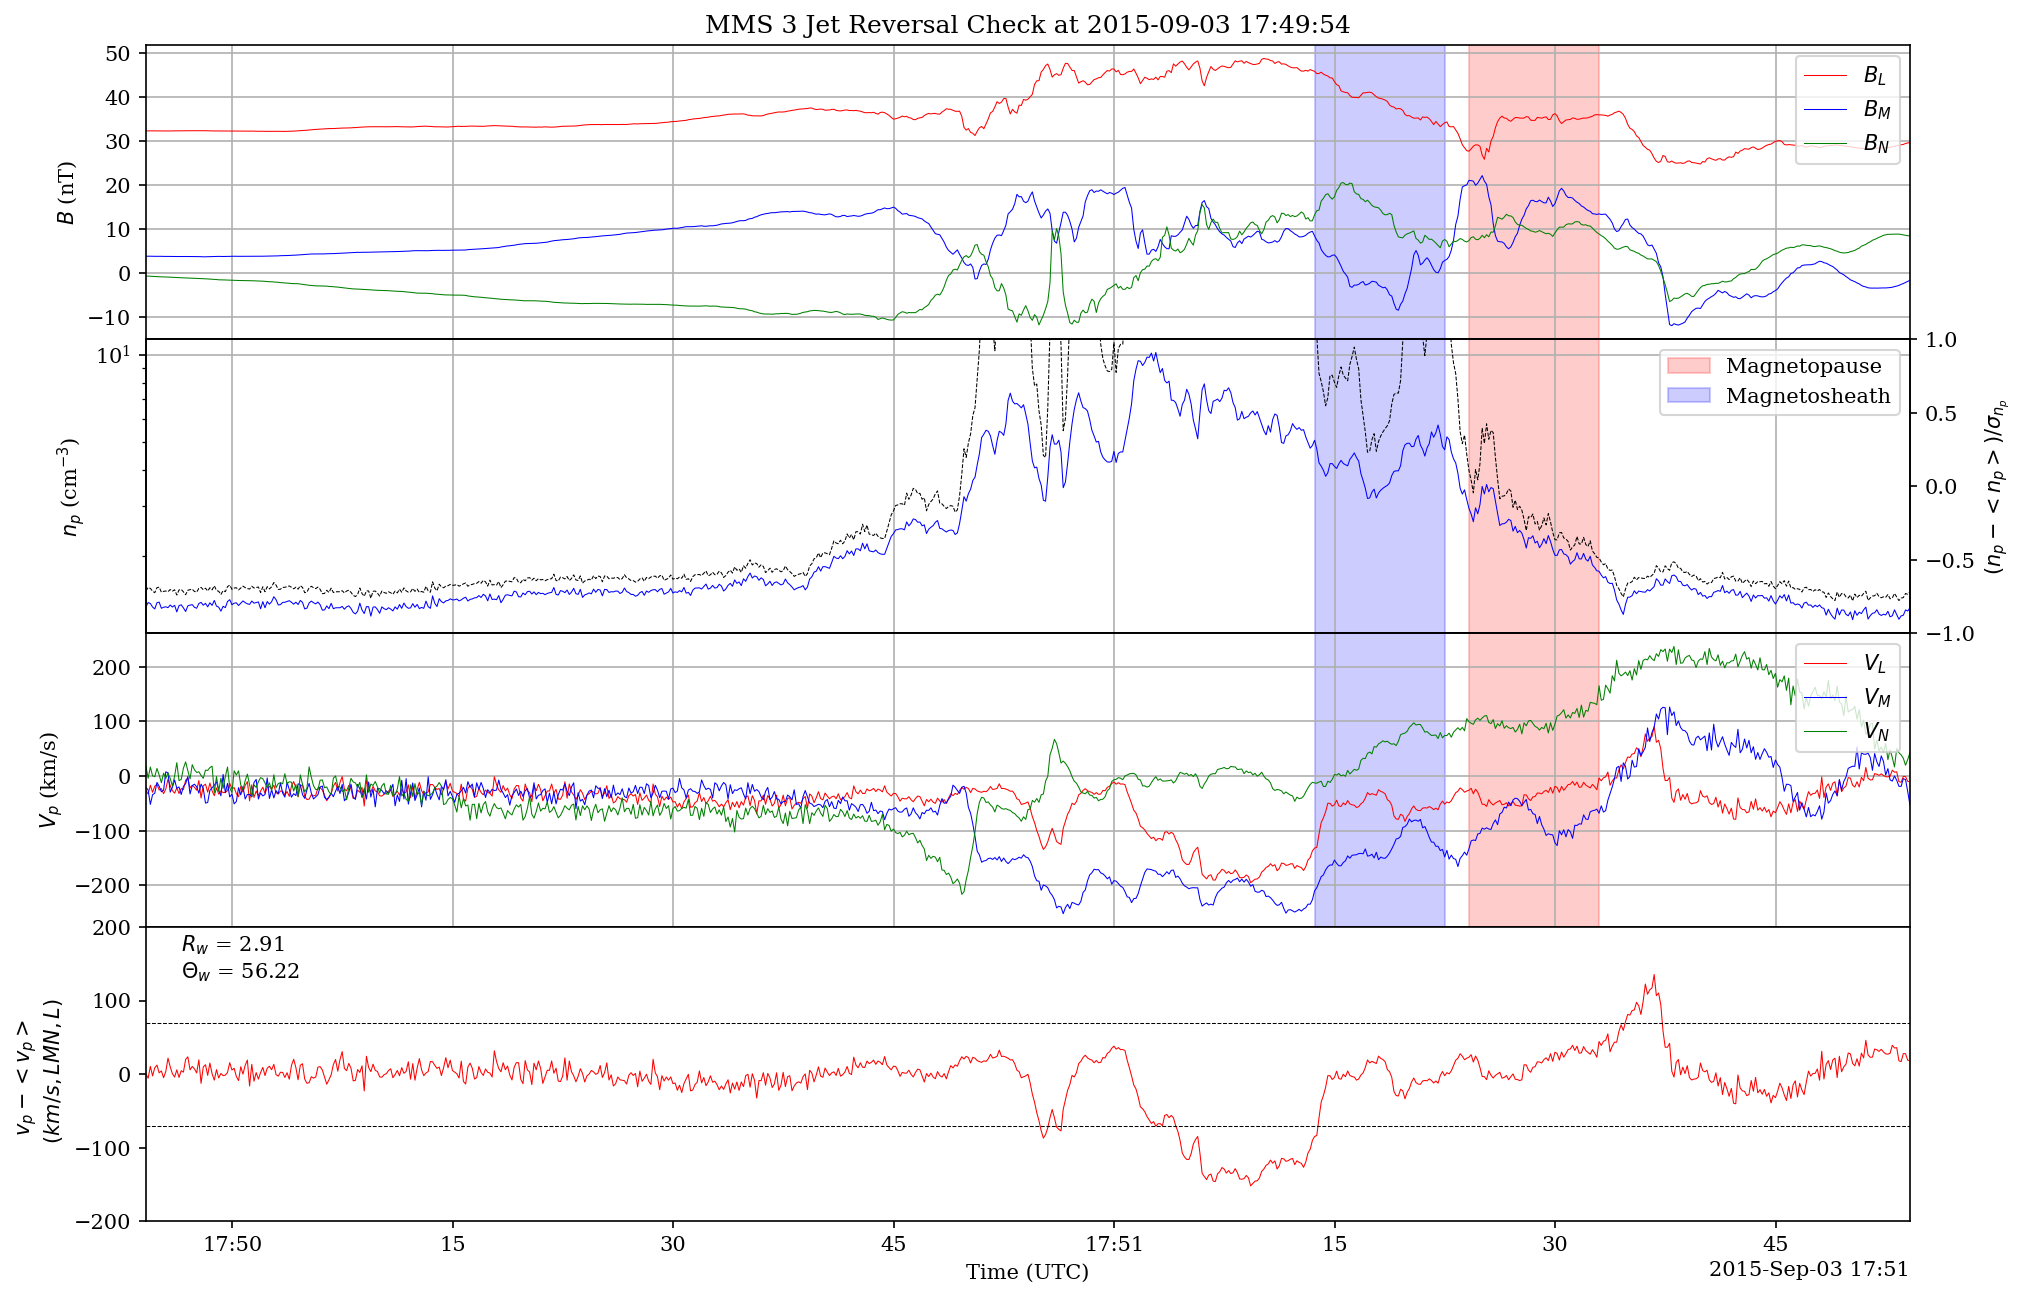 MMS 3 Jet Reversal Check at 2015-09-03 17:49:54
50
40
30
20
10
0
−10
B (nT)
B_L
B_M
B_N
10^1
n_p (cm^{−3})
1.0
0.5
0.0
−0.5
−1.0
(n_p − < n_p >)/σ_{n_p}
Magnetopause
Magnetosheath
200
100
0
−100
−200
V_p (km/s)
V_L
V_M
V_N
200
100
0
−100
−200
v_p − < v_p >
(km/s, LMN, L)
R_w = 2.91
Θ_w = 56.22
17:50
15
30
45
17:51
15
30
45
Time (UTC)
2015-Sep-03 17:51